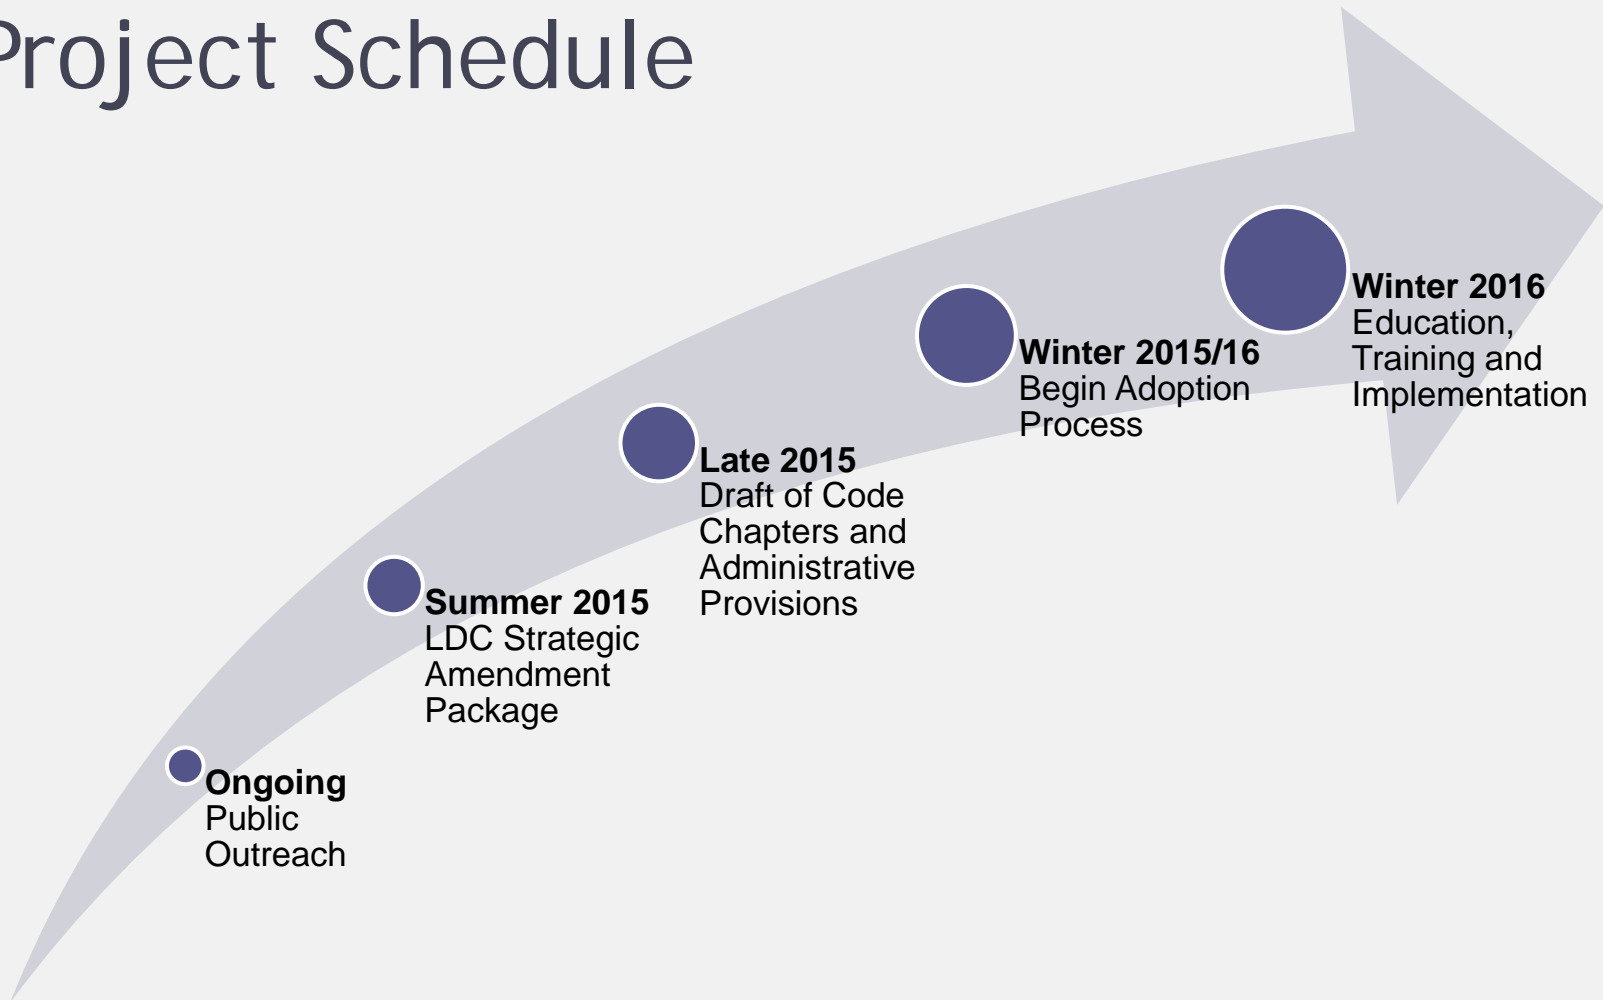 Project Schedule
Ongoing
Public
Outreach
Summer 2015
LDC Strategic
Amendment
Package
Late 2015
Draft of Code
Chapters and
Administrative
Provisions
Winter 2015/16
Begin Adoption
Process
Winter 2016
Education,
Training and
Implementation